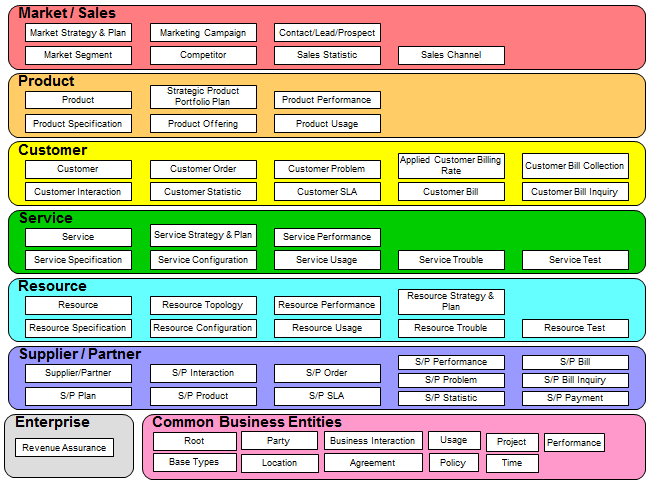 Market / Sales
Market Strategy & Plan
Marketing Campaign
Contact/Lead/Prospect
Market Segment
Competitor
Sales Statistic
Sales Channel
Product
Product
Strategic Product
Portfolio Plan
Product Performance
Product Specification
Product Offering
Product Usage
Customer
Customer
Customer Order
Customer Problem
Applied Customer Billing
Rate
Customer Bill Collection
Customer Interaction
Customer Statistic
Customer SLA
Customer Bill
Customer Bill Inquiry
Service
Service
Service Strategy & Plan
Service Performance
Service Specification
Service Configuration
Service Usage
Service Trouble
Service Test
Resource
Resource
Resource Topology
Resource Performance
Resource Strategy &
Plan
Resource Specification
Resource Configuration
Resource Usage
Resource Trouble
Resource Test
Supplier / Partner
Supplier/Partner
S/P Interaction
S/P Order
S/P Performance
S/P Bill
S/P Problem
S/P Bill Inquiry
S/P Plan
S/P Product
S/P SLA
S/P Statistic
S/P Payment
Enterprise
Revenue Assurance
Common Business Entities
Root
Party
Business Interaction
Usage
Project
Performance
Base Types
Location
Agreement
Policy
Time